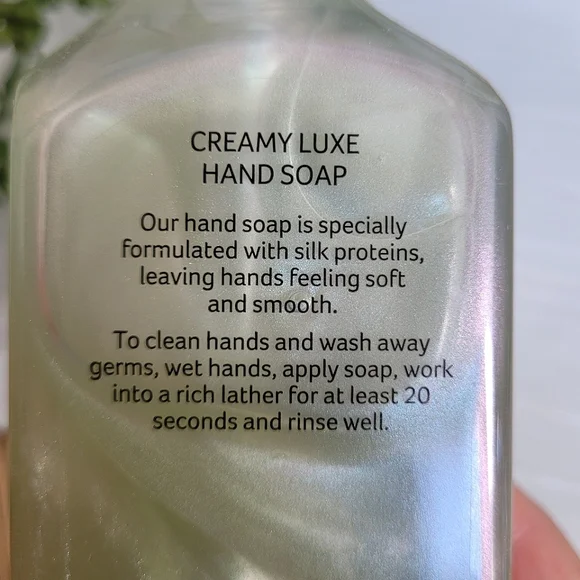 CREAMY LUXE
HAND SOAP
Our hand soap is specially
formulated with silk proteins,
leaving hands feeling soft
and smooth.
To clean hands and wash away
germs, wet hands, apply soap, work
into a rich lather for at least 20
seconds and rinse well.